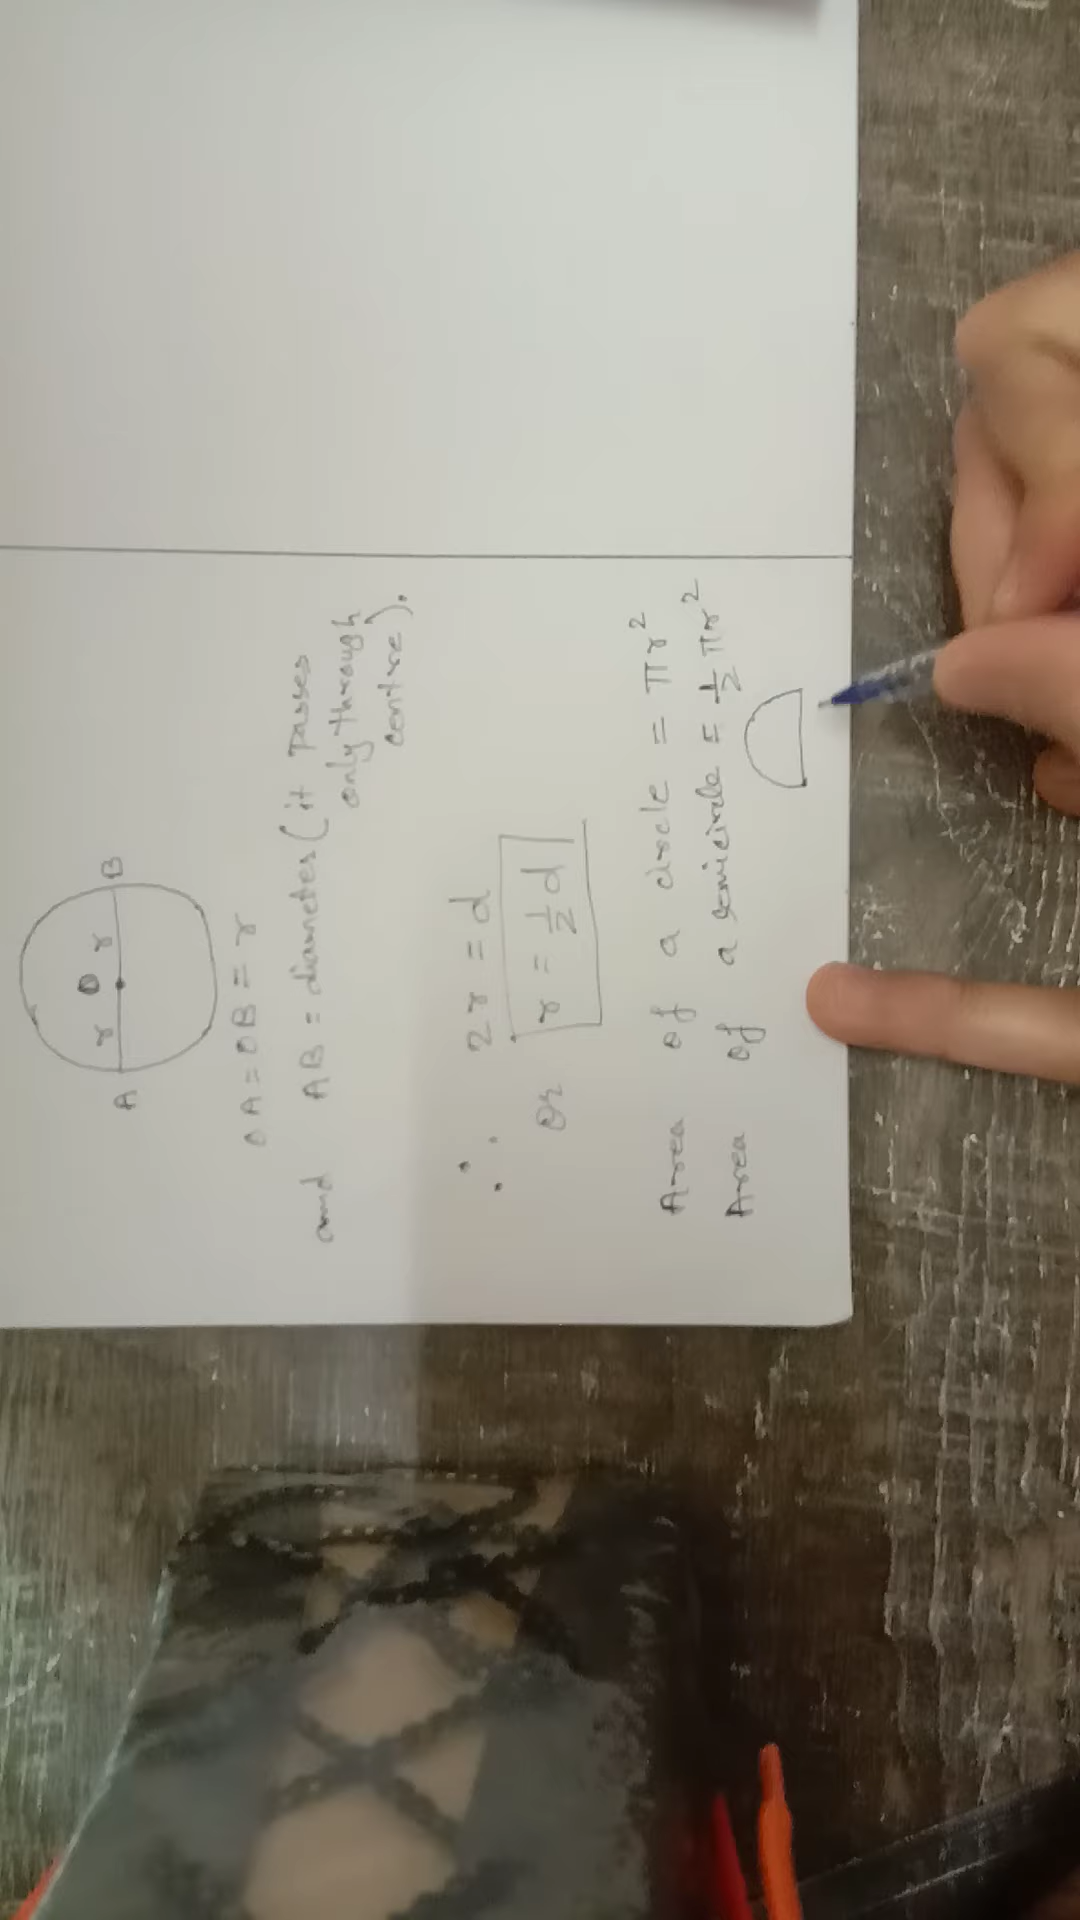 A r O r B
OA = OB = r
and AB = diameter (it passes
only through
centre).
∴ 2r = d
or r = 1/2 d
Area of a circle = πr²
Area of a semicircle = 1/2 πr²